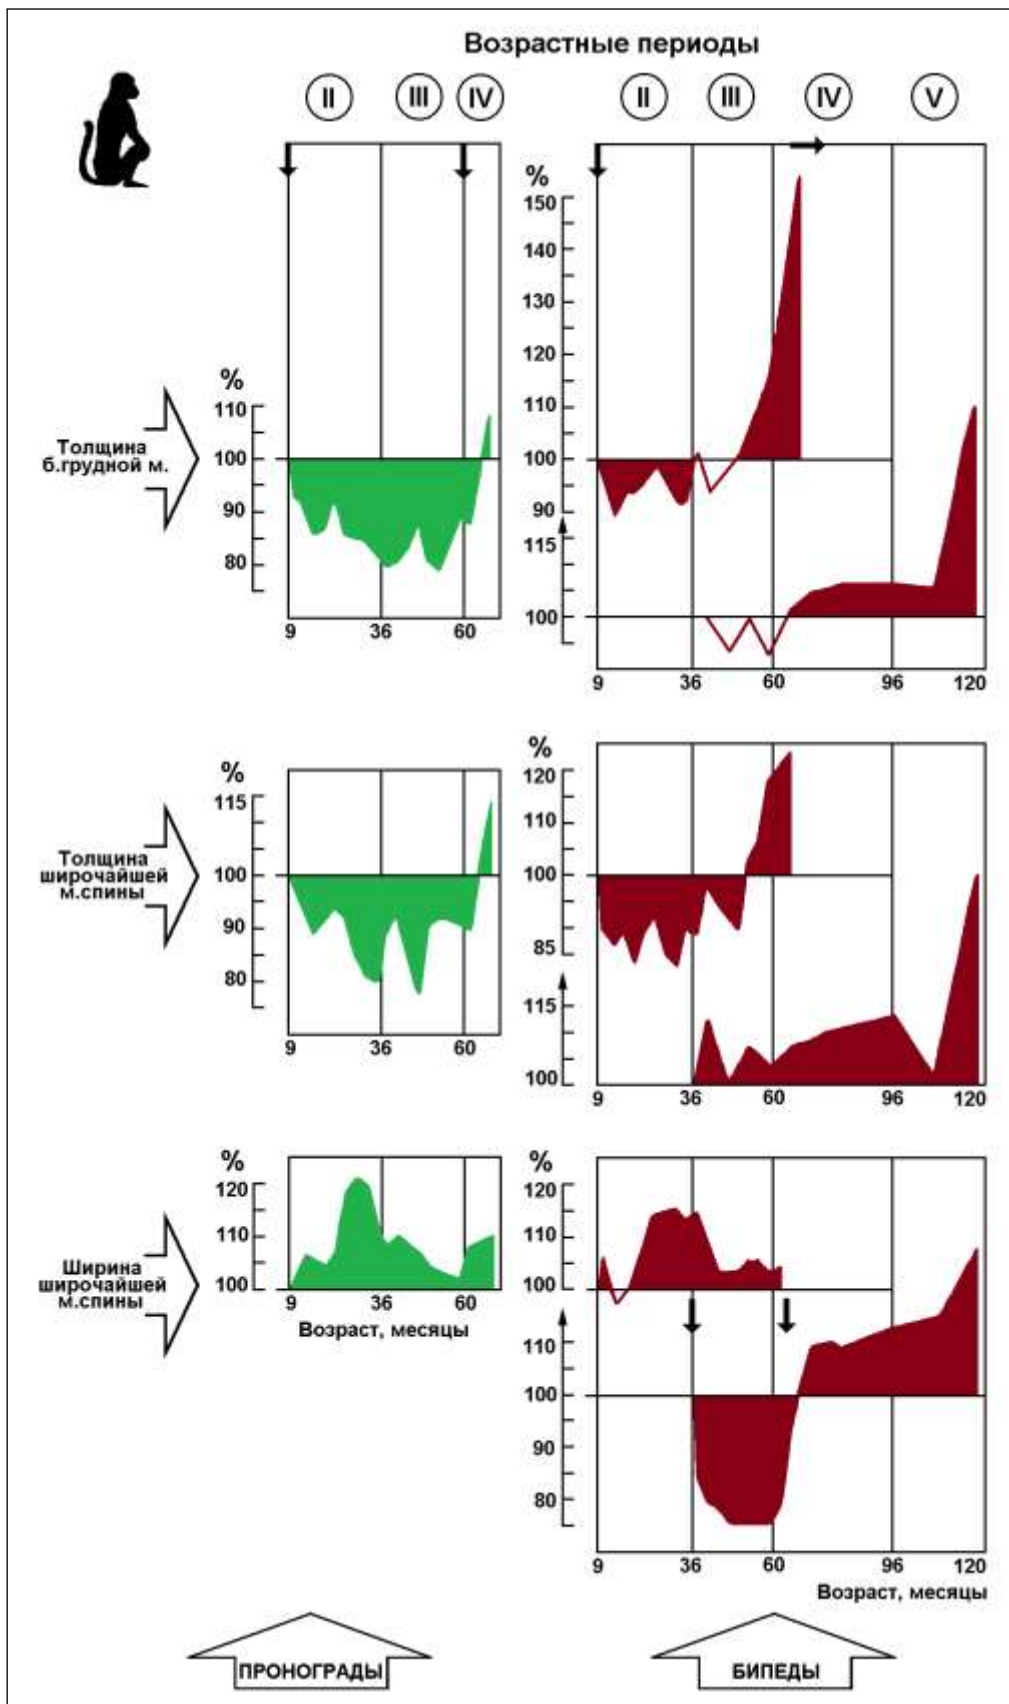 Возрастные периоды
II III IV II III IV V
%
150
140
130
120
110
100
90
115
100
9 36 60 96 120
%
110
100
90
80
9 36 60
Толщина
б.грудной м.
%
115
100
90
80
9 36 60
Толщина
широчайшей
м.спины
%
120
110
100
85
115
100
9 36 60 96 120
%
120
110
100
9 36 60
Возраст, месяцы
Ширина
широчайшей
м.спины
%
120
110
100
110
100
90
80
9 36 60 96 120
Возраст, месяцы
ПРОНОГРАДЫ
БИПЕДЫ